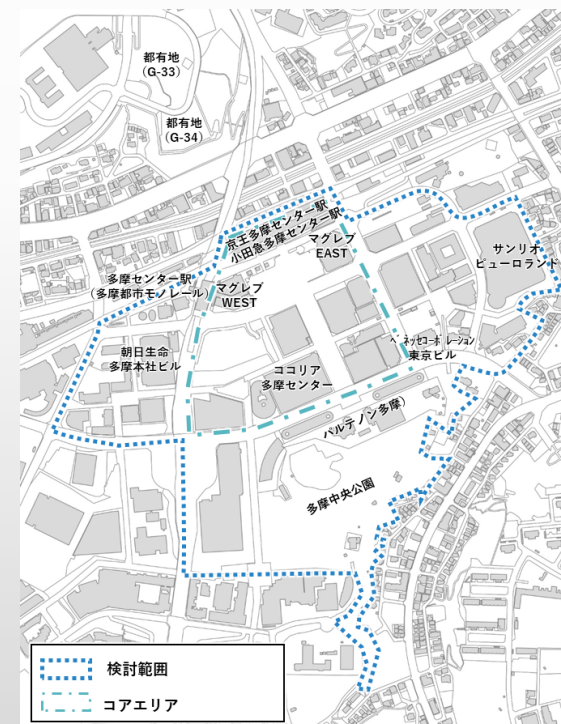 都有地
(G-33)
都有地
(G-34)
京王多摩センター駅
小田急多摩センター駅
マグレブ
EAST
サンリオ
ピューロランド
多摩センター駅
(多摩都市モノレール)
マグレブ
WEST
朝日生命
多摩本社ビル
ココリア
多摩センター
ベネッセコーポレーション
東京ビル
パルテノン多摩)
多摩中央公園
検討範囲
コアエリア